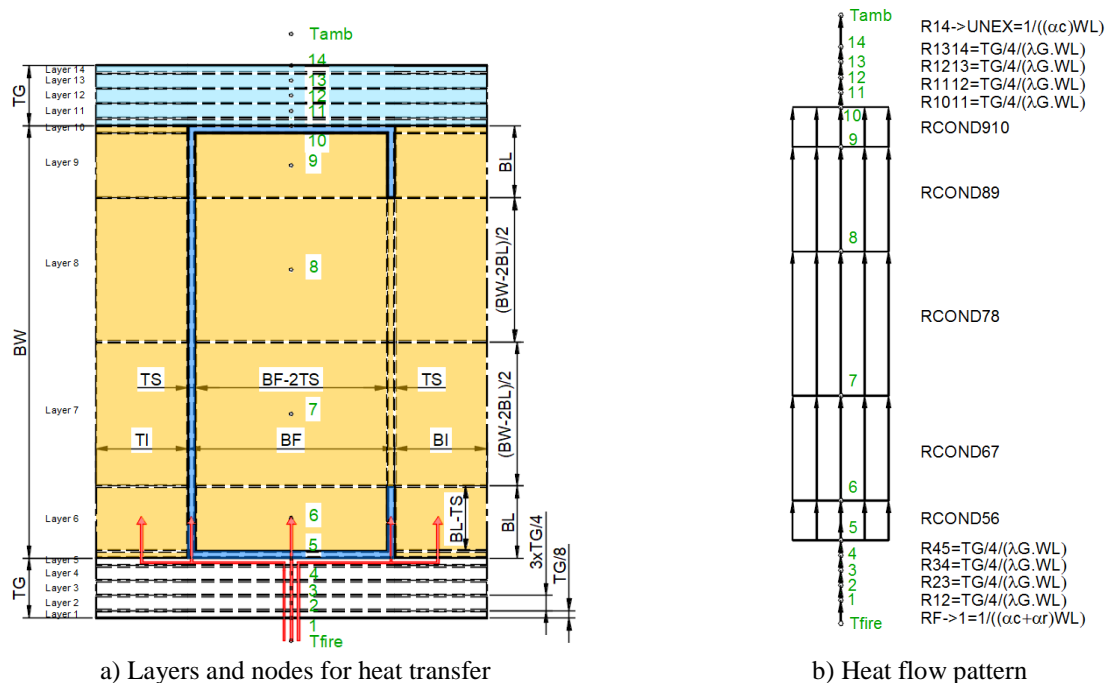 Tamb
14
Layer 14
13
Layer 13
12
Layer 12
11
Layer 11
Layer 10
10
TG
9
Layer 9
BL
8
Layer 8
(BW-2BL)/2
BW
TS
BF-2TS
TS
7
Layer 7
TI
BF
BI
(BW-2BL)/2
6
Layer 6
BL-TS
BL
5
Layer 5
4
Layer 4
3
Layer 3
2
Layer 2
1
Layer 1
TG
3xTG/4
TG/8
Tfire
a) Layers and nodes for heat transfer
Tamb
R14->UNEX=1/((αc)WL)
14
R1314=TG/4/(λG.WL)
13
R1213=TG/4/(λG.WL)
12
R1112=TG/4/(λG.WL)
11
R1011=TG/4/(λG.WL)
10
RCOND910
9
RCOND89
8
RCOND78
7
RCOND67
6
RCOND56
5
R45=TG/4/(λG.WL)
4
R34=TG/4/(λG.WL)
3
R23=TG/4/(λG.WL)
2
R12=TG/4/(λG.WL)
1
RF->1=1/((αc+αr)WL)
Tfire
b) Heat flow pattern